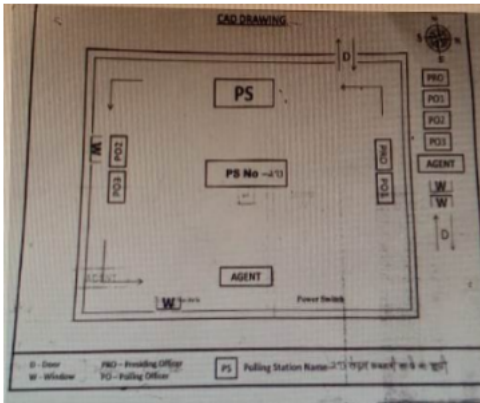 CAD DRAWING
D
PS
PRO
PO1
PO2
PO3
AGENT
W
W
D
W
PO2
PO3
PS No -
PRO
PO1
AGENT
AGENT
W
Power Switch
D - Door
PRO - Presiding Officer
W - Window
PO - Polling Officer
PS
Polling Station Name